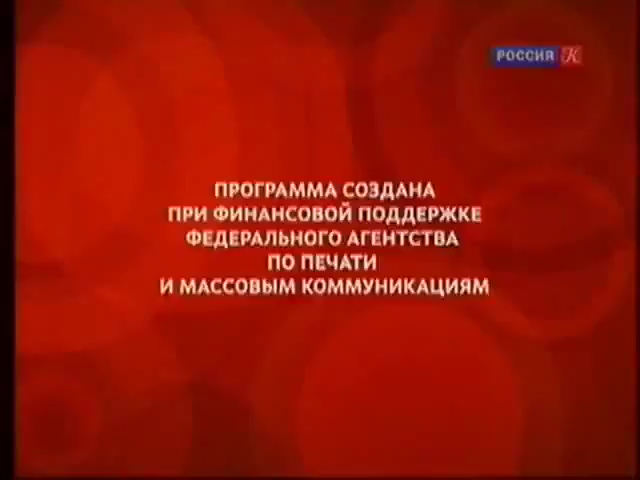 РОССИЯ К
ПРОГРАММА СОЗДАНА
ПРИ ФИНАНСОВОЙ ПОДДЕРЖКЕ
ФЕДЕРАЛЬНОГО АГЕНТСТВА
ПО ПЕЧАТИ
И МАССОВЫМ КОММУНИКАЦИЯМ